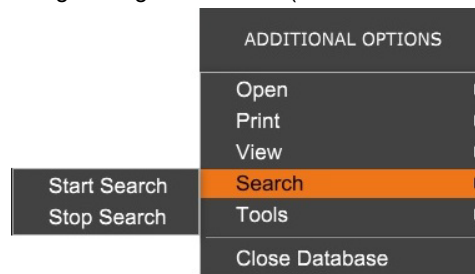 ADDITIONAL OPTIONS
Open
Print
View
Search
Start Search
Stop Search
Tools
Close Database